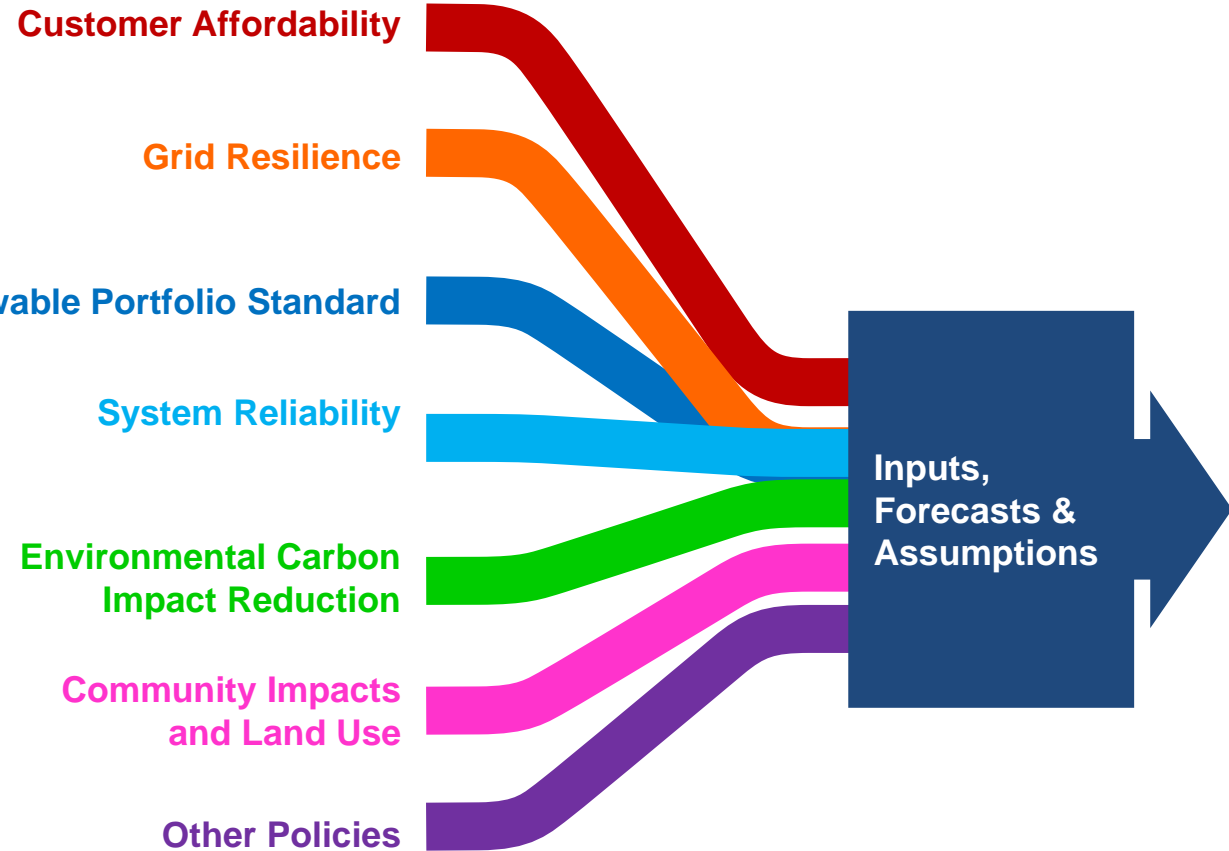 Customer Affordability
Grid Resilience
wable Portfolio Standard
System Reliability
Environmental Carbon
Impact Reduction
Community Impacts
and Land Use
Other Policies
Inputs,
Forecasts &
Assumptions